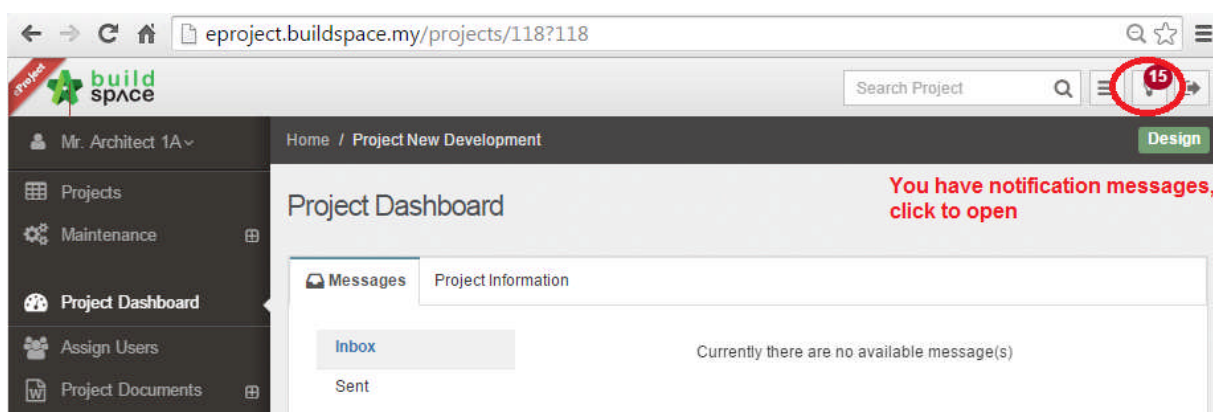 eproject.buildspace.my/projects/118?118
eProject
build
spʌce
Search Project
15
Mr. Architect 1A
Home / Project New Development
Design
Projects
Project Dashboard
You have notification messages,
click to open
Maintenance
Messages
Project Information
Project Dashboard
Inbox
Currently there are no available message(s)
Assign Users
Sent
Project Documents